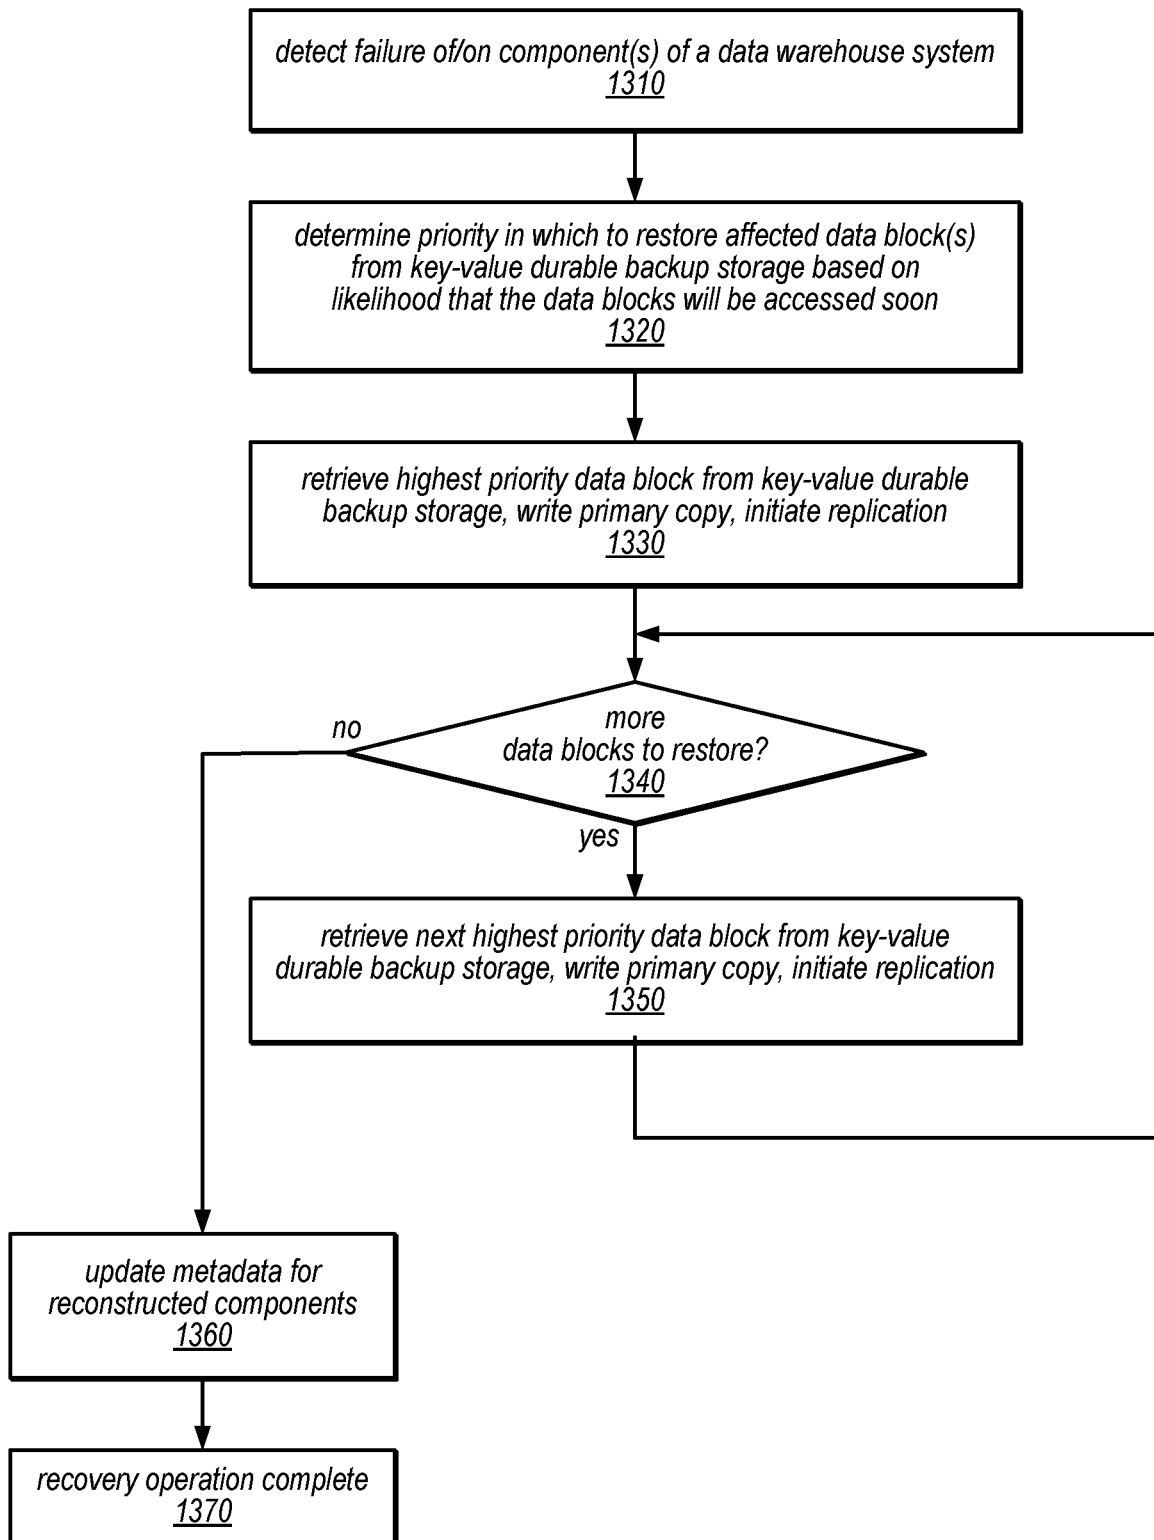 detect failure of/on component(s) of a data warehouse system
1310
determine priority in which to restore affected data block(s)
from key-value durable backup storage based on
likelihood that the data blocks will be accessed soon
1320
retrieve highest priority data block from key-value durable
backup storage, write primary copy, initiate replication
1330
no
more
data blocks to restore?
1340
yes
retrieve next highest priority data block from key-value
durable backup storage, write primary copy, initiate replication
1350
update metadata for
reconstructed components
1360
recovery operation complete
1370